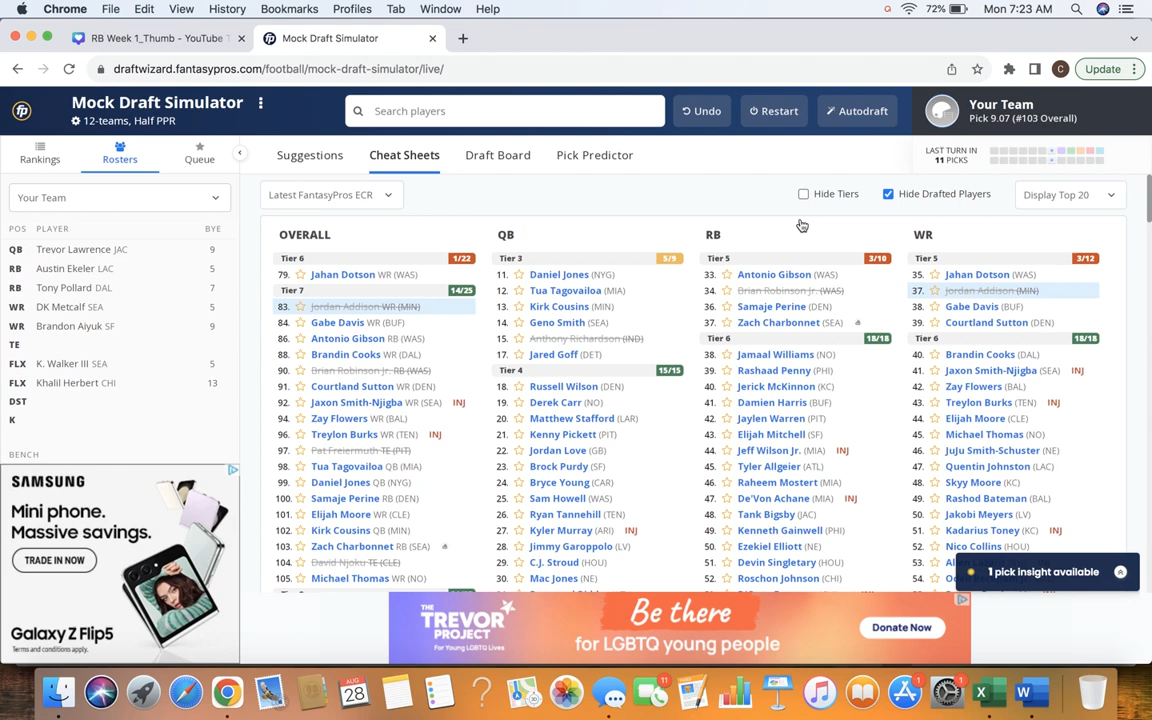 Chrome File Edit View History Bookmarks Profiles Tab Window Help 72% Mon 7:23 AM
RB Week 1_Thumb - YouTube T Mock Draft Simulator
draftwizard.fantasypros.com/football/mock-draft-simulator/live/ C Update
fp Mock Draft Simulator
12-teams, Half PPR
Search players
Undo Restart Autodraft
Your Team
Pick 9.07 (#103 Overall)
Rankings Rosters Queue
Suggestions Cheat Sheets Draft Board Pick Predictor
LAST TURN IN
11 PICKS
Your Team
POS PLAYER BYE
QB Trevor Lawrence JAC 9
RB Austin Ekeler LAC 5
RB Tony Pollard DAL 7
WR DK Metcalf SEA 5
WR Brandon Aiyuk SF 9
TE
FLX K. Walker III SEA 5
FLX Khalil Herbert CHI 13
DST
K
BENCH
SAMSUNG
Mini phone.
Massive savings.
TRADE IN NOW
Galaxy Z Flip5
Terms and conditions apply.
Latest FantasyPros ECR Hide Tiers Hide Drafted Players Display Top 20
OVERALL
Tier 6 1/22
79. Jahan Dotson WR (WAS)
Tier 7 14/25
83. Jordan Addison WR (MIN)
84. Gabe Davis WR (BUF)
86. Antonio Gibson RB (WAS)
88. Brandin Cooks WR (DAL)
90. Brian Robinson Jr. RB (WAS)
91. Courtland Sutton WR (DEN)
92. Jaxon Smith-Njigba WR (SEA) INJ
94. Zay Flowers WR (BAL)
96. Treylon Burks WR (TEN) INJ
97. Pat Freiermuth TE (PIT)
98. Tua Tagovailoa QB (MIA)
99. Daniel Jones QB (NYG)
100. Samaje Perine RB (DEN)
101. Elijah Moore WR (CLE)
102. Kirk Cousins QB (MIN)
103. Zach Charbonnet RB (SEA)
104. David Njoku TE (CLE)
105. Michael Thomas WR (NO)
QB
Tier 3 5/9
11. Daniel Jones (NYG)
12. Tua Tagovailoa (MIA)
13. Kirk Cousins (MIN)
14. Geno Smith (SEA)
15. Anthony Richardson (IND)
17. Jared Goff (DET)
Tier 4 15/15
18. Russell Wilson (DEN)
19. Derek Carr (NO)
20. Matthew Stafford (LAR)
21. Kenny Pickett (PIT)
22. Jordan Love (GB)
23. Brock Purdy (SF)
24. Bryce Young (CAR)
25. Sam Howell (WAS)
26. Ryan Tannehill (TEN)
27. Kyler Murray (ARI) INJ
28. Jimmy Garoppolo (LV)
29. C.J. Stroud (HOU)
30. Mac Jones (NE)
RB
Tier 5 3/10
33. Antonio Gibson (WAS)
34. Brian Robinson Jr. (WAS)
36. Samaje Perine (DEN)
37. Zach Charbonnet (SEA)
Tier 6 18/18
38. Jamaal Williams (NO)
39. Rashaad Penny (PHI)
40. Jerick McKinnon (KC)
41. Damien Harris (BUF)
42. Jaylen Warren (PIT)
43. Elijah Mitchell (SF)
44. Jeff Wilson Jr. (MIA) INJ
45. Tyler Allgeier (ATL)
46. Raheem Mostert (MIA)
47. De'Von Achane (MIA) INJ
48. Tank Bigsby (JAC)
49. Kenneth Gainwell (PHI)
50. Ezekiel Elliott (NE)
51. Devin Singletary (HOU)
52. Roschon Johnson (CHI)
WR
Tier 5 3/12
35. Jahan Dotson (WAS)
37. Jordan Addison (MIN)
38. Gabe Davis (BUF)
39. Courtland Sutton (DEN)
Tier 6 18/18
40. Brandin Cooks (DAL)
41. Jaxon Smith-Njigba (SEA) INJ
42. Zay Flowers (BAL)
43. Treylon Burks (TEN) INJ
44. Elijah Moore (CLE)
45. Michael Thomas (NO)
46. JuJu Smith-Schuster (NE)
47. Quentin Johnston (LAC)
48. Skyy Moore (KC)
49. Rashod Bateman (BAL)
50. Jakobi Meyers (LV)
51. Kadarius Toney (KC) INJ
52. Nico Collins (HOU)
53.
54.
1 pick insight available
THE TREVOR PROJECT
For Young LGBTQ Lives
Be there
for LGBTQ young people
Donate Now
AUG 28
11
1
1